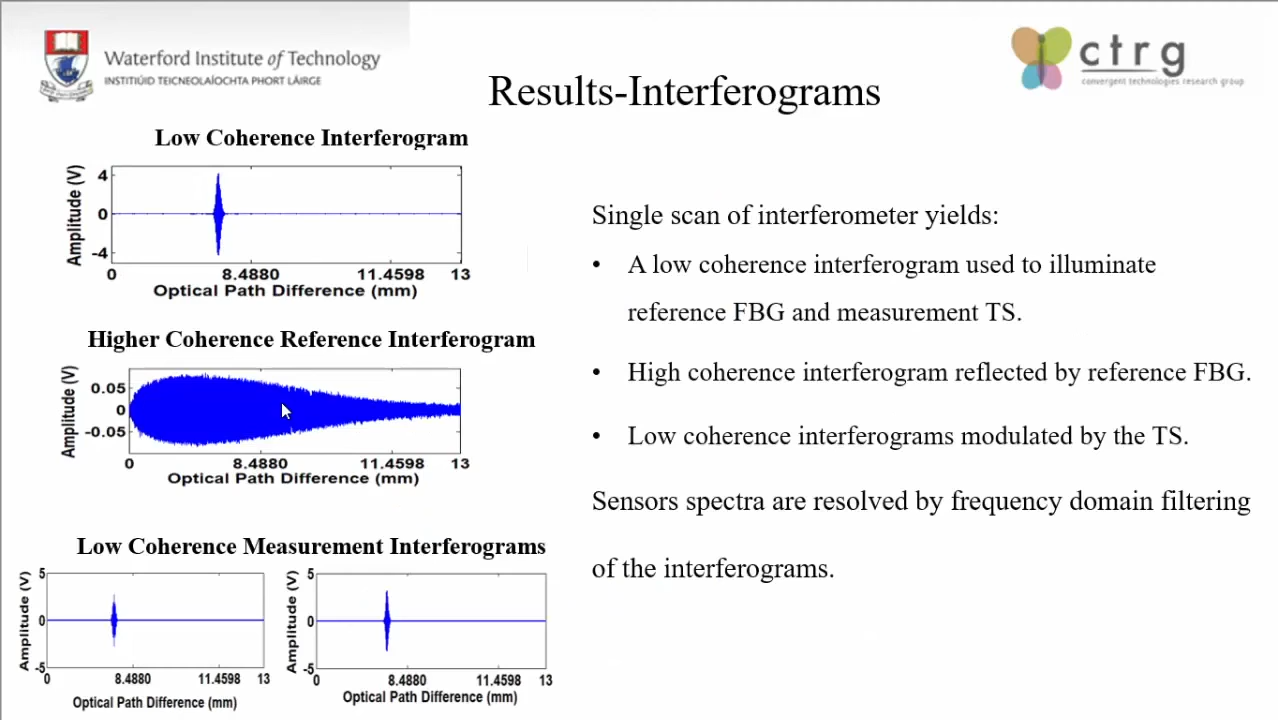 Waterford Institute of Technology
INSTITIÚID TEICNEOLAÍOCHTA PHORT LÁIRGE
ctrg
convergent technologies research group
Results-Interferograms
Low Coherence Interferogram
Amplitude (V)
4
0
-4
0 8.4880 11.4598 13
Optical Path Difference (mm)
Higher Coherence Reference Interferogram
Amplitude (V)
0.05
0
-0.05
0 8.4880 11.4598 13
Optical Path Difference (mm)
Low Coherence Measurement Interferograms
Amplitude (V)
5
0
-5
0 8.4880 11.4598 13
Optical Path Difference (mm)
Amplitude (V)
5
0
-5
0 8.4880 11.4598 13
Optical Path Difference (mm)
Single scan of interferometer yields:
• A low coherence interferogram used to illuminate
reference FBG and measurement TS.
• High coherence interferogram reflected by reference FBG.
• Low coherence interferograms modulated by the TS.
Sensors spectra are resolved by frequency domain filtering
of the interferograms.